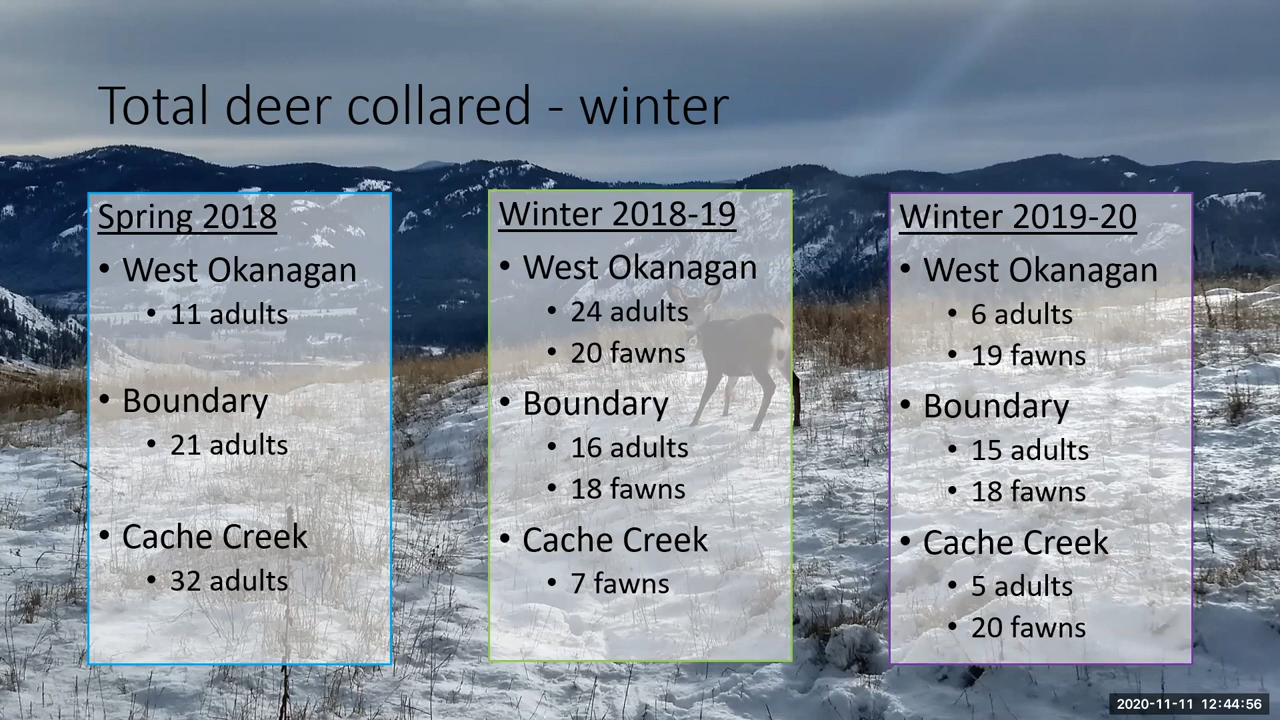 Total deer collared - winter
Spring 2018
• West Okanagan
• 11 adults
• Boundary
• 21 adults
• Cache Creek
• 32 adults
Winter 2018-19
• West Okanagan
• 24 adults
• 20 fawns
• Boundary
• 16 adults
• 18 fawns
• Cache Creek
• 7 fawns
Winter 2019-20
• West Okanagan
• 6 adults
• 19 fawns
• Boundary
• 15 adults
• 18 fawns
• Cache Creek
• 5 adults
• 20 fawns
2020-11-11 12:44:56